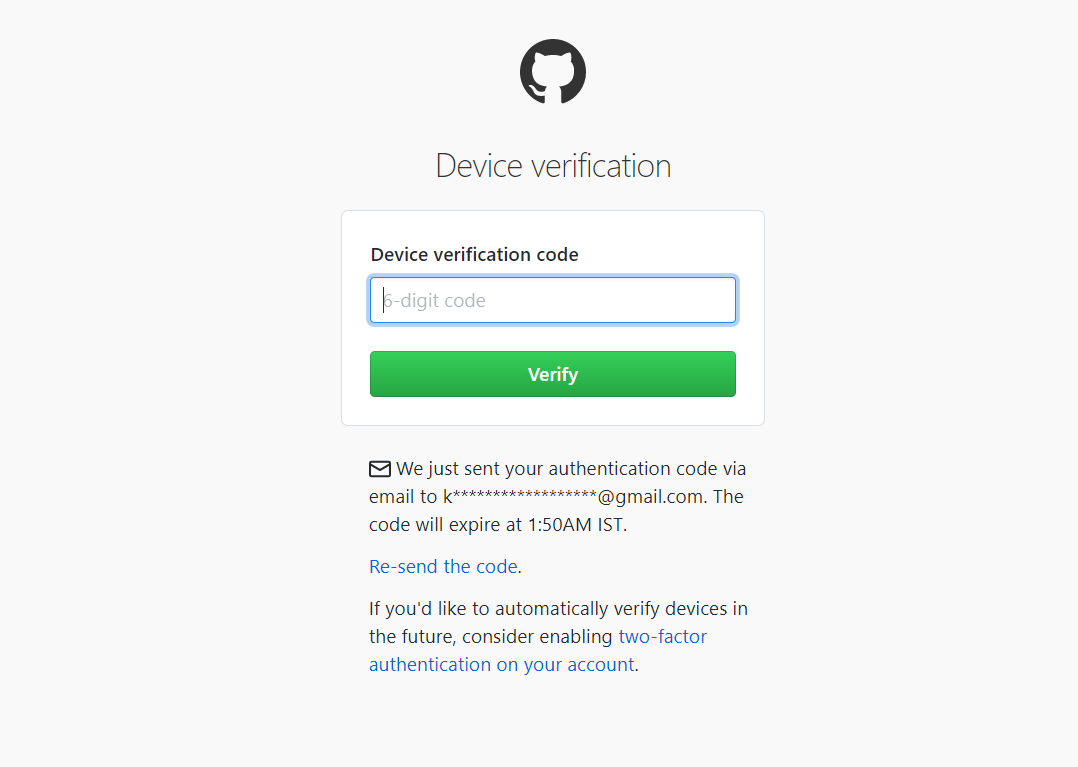 Device verification
Device verification code
6-digit code
Verify
We just sent your authentication code via
email to k******************@gmail.com. The
code will expire at 1:50AM IST.
Re-send the code.
If you'd like to automatically verify devices in
the future, consider enabling two-factor
authentication on your account.